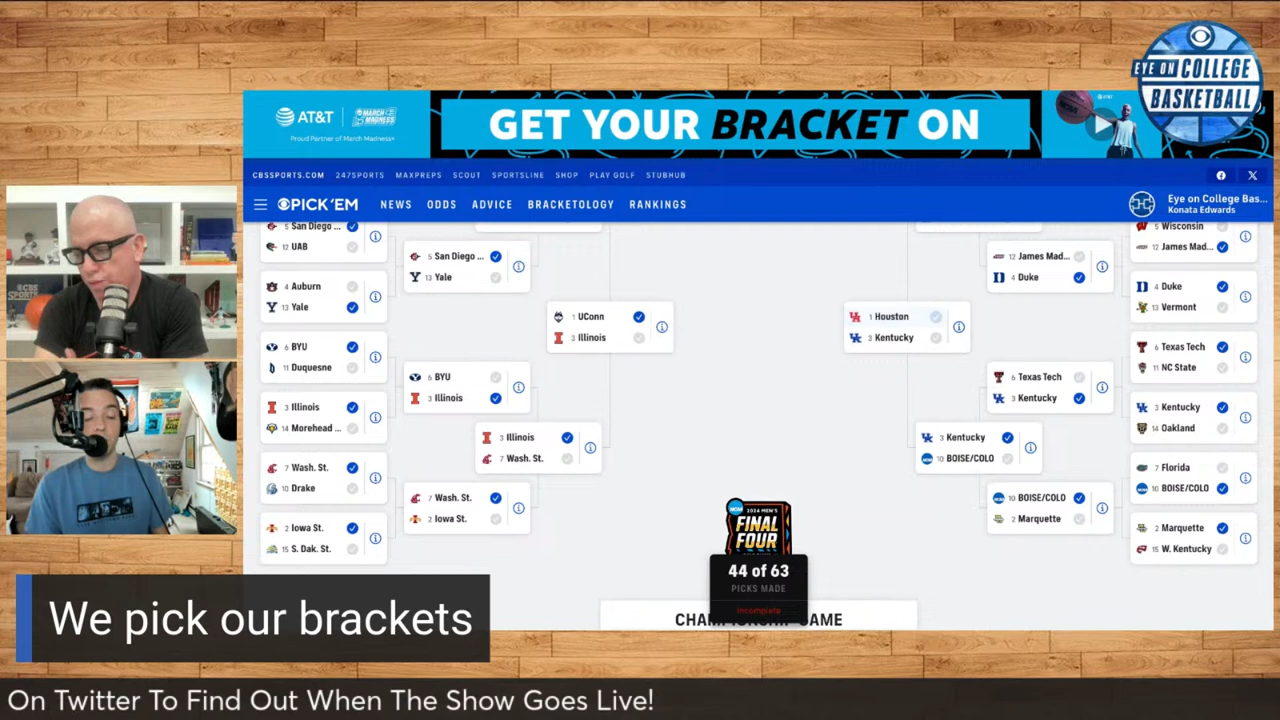 EYE ON COLLEGE
BASKETBALL
AT&T
MARCH
MADNESS
Proud Partner of March Madness
GET YOUR BRACKET ON
CBSSPORTS.COM 247SPORTS MAXPREPS SCOUT SPORTSLINE SHOP PLAY GOLF STUBHUB
PICK'EM NEWS ODDS ADVICE BRACKETOLOGY RANKINGS
Eye on College Bas...
Konata Edwards
5 San Diego ...
12 UAB
4 Auburn
13 Yale
6 BYU
11 Duquesne
3 Illinois
14 Morehead ...
7 Wash. St.
10 Drake
2 Iowa St.
15 S. Dak. St.
5 San Diego ...
13 Yale
6 BYU
3 Illinois
7 Wash. St.
2 Iowa St.
3 Illinois
7 Wash. St.
1 UConn
3 Illinois
1 Houston
3 Kentucky
3 Kentucky
10 BOISE/COLO
12 James Mad...
4 Duke
6 Texas Tech
3 Kentucky
10 BOISE/COLO
2 Marquette
5 Wisconsin
12 James Mad...
4 Duke
13 Vermont
6 Texas Tech
11 NC State
3 Kentucky
14 Oakland
7 Florida
10 BOISE/COLO
2 Marquette
15 W. Kentucky
2024 MEN'S
FINAL
FOUR
44 of 63
PICKS MADE
Incomplete
We pick our brackets
On Twitter To Find Out When The Show Goes Live!